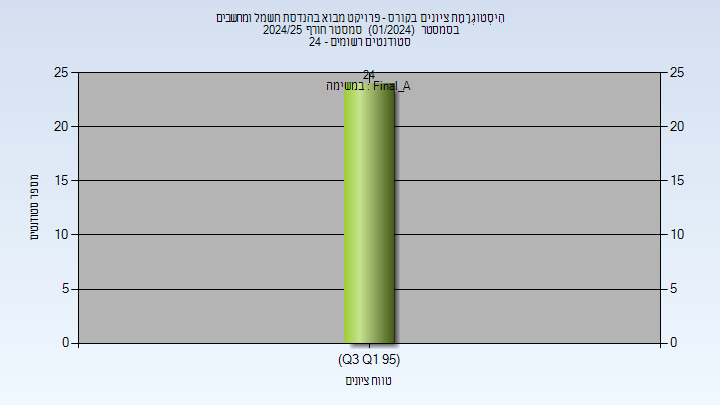 הִיסְטוֹגְרָמַת ציונים בקורס - פרויקט מבוא בהנדסת חשמל ומחשבים
בסמסטר (01/2024) סמסטר חורף 2024/25
סטודנטים רשומים - 24
24
במשימה : Final_A
25
20
15
10
5
0
25
20
15
10
5
0
מספר סטודנטים
(Q3 Q1 95)
טווח ציונים